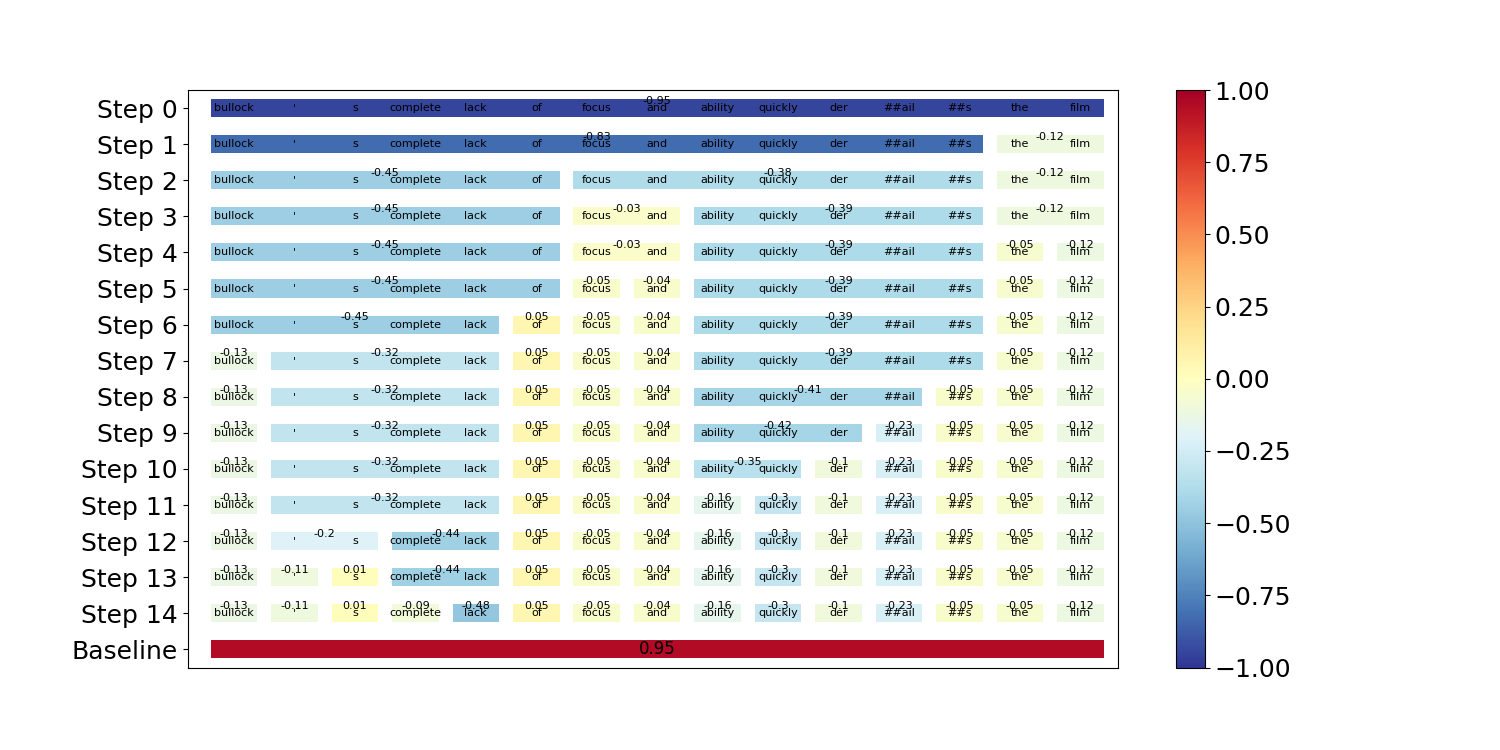 1.00
-0.95
Step 0 bullock ' s complete lack of focus and ability quickly der ##ail ##s the film
-0.83 -0.12
Step 1 bullock ' s complete lack of focus and ability quickly der ##ail ##s the film
0.75
-0.45 -0.38 -0.12
Step 2 bullock ' s complete lack of focus and ability quickly der ##ail ##s the film
-0.45 -0.03 -0.39 -0.12
Step 3 bullock ' s complete lack of focus and ability quickly der ##ail ##s the film
0.50
-0.45 -0.03 -0.39 -0.05 -0.12
Step 4 bullock ' s complete lack of focus and ability quickly der ##ail ##s the film
-0.45 -0.05 -0.04 -0.39 -0.05 -0.12
Step 5 bullock ' s complete lack of focus and ability quickly der ##ail ##s the film
0.25
-0.45 0.05 -0.05 -0.04 -0.39 -0.05 -0.12
Step 6 bullock ' s complete lack of focus and ability quickly der ##ail ##s the film
-0.13 -0.32 0.05 -0.05 -0.04 -0.39 -0.05 -0.12
Step 7 bullock ' s complete lack of focus and ability quickly der ##ail ##s the film
0.00
-0.13 -0.32 0.05 -0.05 -0.04 -0.41 -0.05 -0.05 -0.12
Step 8 bullock ' s complete lack of focus and ability quickly der ##ail ##s the film
-0.13 -0.32 0.05 -0.05 -0.04 -0.42 -0.23 -0.05 -0.05 -0.12
Step 9 bullock ' s complete lack of focus and ability quickly der ##ail ##s the film
−0.25
-0.13 -0.32 0.05 -0.05 -0.04 -0.35 -0.1 -0.23 -0.05 -0.05 -0.12
Step 10 bullock ' s complete lack of focus and ability quickly der ##ail ##s the film
-0.13 -0.32 0.05 -0.05 -0.04 -0.16 -0.3 -0.1 -0.23 -0.05 -0.05 -0.12
Step 11 bullock ' s complete lack of focus and ability quickly der ##ail ##s the film
−0.50
-0.13 -0.2 -0.44 0.05 -0.05 -0.04 -0.16 -0.3 -0.1 -0.23 -0.05 -0.05 -0.12
Step 12 bullock ' s complete lack of focus and ability quickly der ##ail ##s the film
-0.13 -0.11 0.01 -0.44 0.05 -0.05 -0.04 -0.16 -0.3 -0.1 -0.23 -0.05 -0.05 -0.12
Step 13 bullock ' s complete lack of focus and ability quickly der ##ail ##s the film
−0.75
-0.13 -0.11 0.01 -0.09 -0.48 0.05 -0.05 -0.04 -0.16 -0.3 -0.1 -0.23 -0.05 -0.05 -0.12
Step 14 bullock ' s complete lack of focus and ability quickly der ##ail ##s the film
Baseline 0.95
−1.00